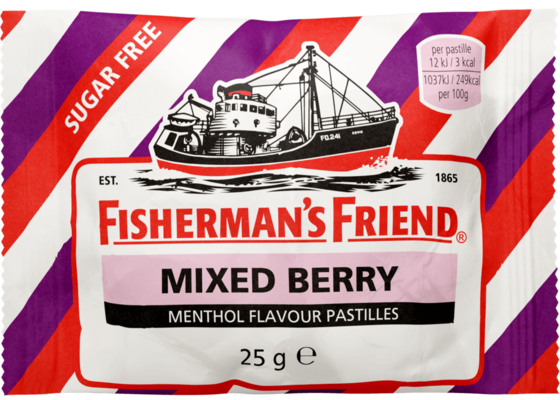 SUGAR FREE
per pastille
12 kJ / 3 kcal
1037kJ / 249kcal
per 100g
FD.241
EST. 1865
FISHERMAN'S FRIEND®
MIXED BERRY
MENTHOL FLAVOUR PASTILLES
25 g ℮